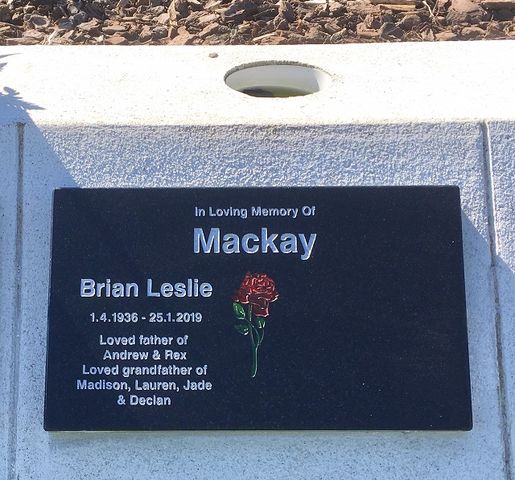 In Loving Memory Of
Mackay
Brian Leslie
1.4.1936 - 25.1.2019
Loved father of
Andrew & Rex
Loved grandfather of
Madison, Lauren, Jade
& Declan